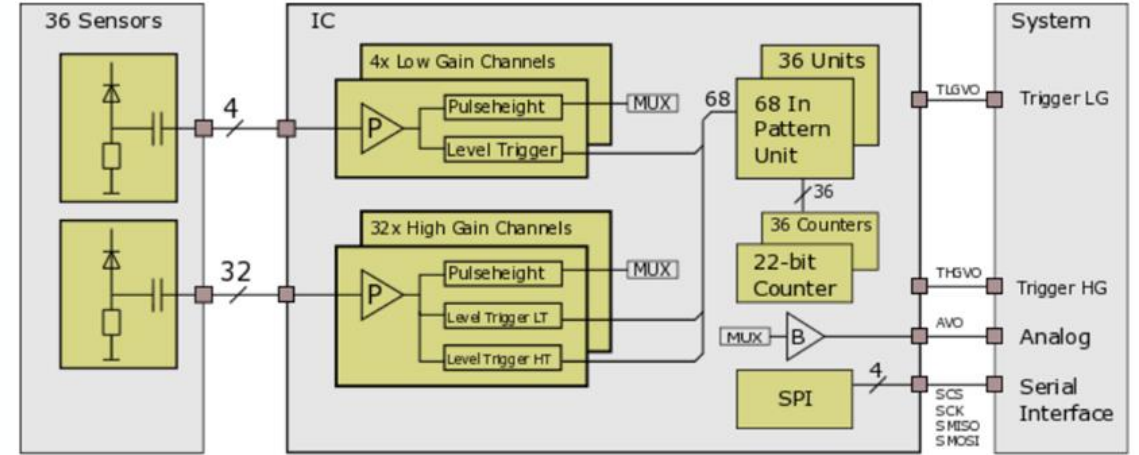 36 Sensors
4
32
IC
4x Low Gain Channels
P
Pulseheight
Level Trigger
MUX
32x High Gain Channels
P
Pulseheight
Level Trigger LT
Level Trigger HT
MUX
68
36 Units
68 In
Pattern
Unit
36
36 Counters
22-bit
Counter
MUX
B
SPI
4
TLGVO
THGVO
AVO
SCS
SCK
SMISO
SMOSI
System
Trigger LG
Trigger HG
Analog
Serial
Interface